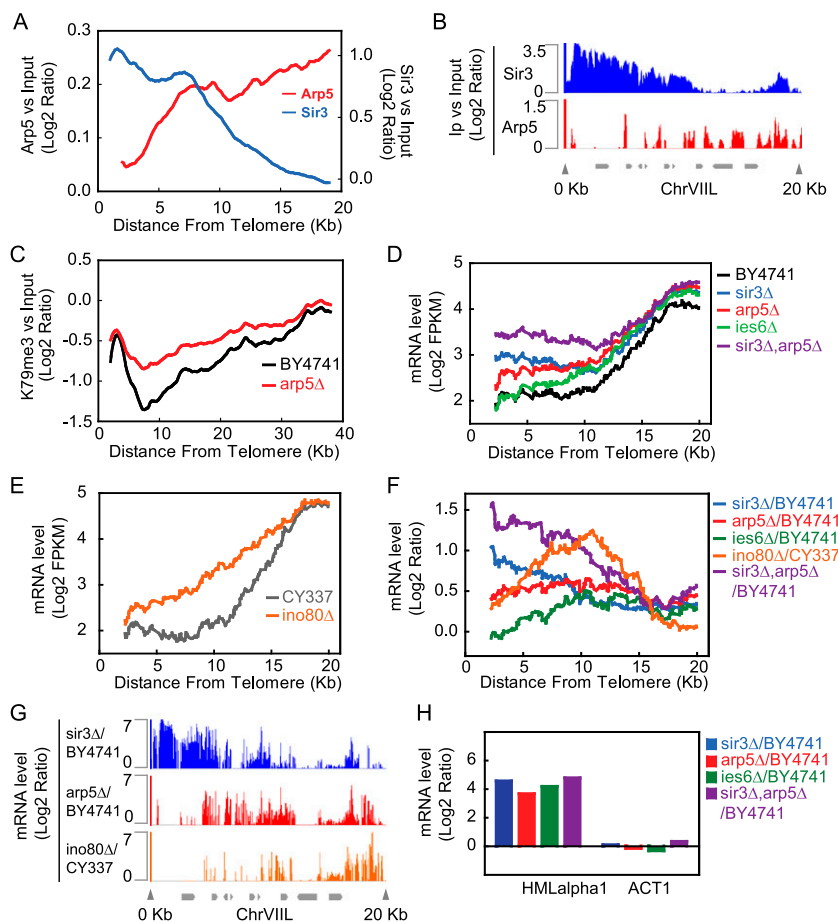 A
Arp5 vs Input
(Log2 Ratio)
0.3
0.2
0.1
0.0
1.0
0.5
0.0
Sir3 vs Input
(Log2 Ratio)
Arp5
Sir3
0 5 10 15 20
Distance From Telomere (Kb)
B
Ip vs Input
(Log2 Ratio)
3.5
Sir3
0
1.5
Arp5
0
0 Kb ChrVIIL 20 Kb
C
K79me3 vs Input
(Log2 Ratio)
0.5
0.0
-0.5
-1.0
-1.5
BY4741
arp5Δ
0 10 20 30 40
Distance From Telomere (Kb)
D
mRNA level
(Log2 FPKM)
5
4
3
2
BY4741
sir3Δ
arp5Δ
ies6Δ
sir3Δ,arp5Δ
0 5 10 15 20
Distance From Telomere (Kb)
E
mRNA level
(Log2 FPKM)
5
4
3
2
CY337
ino80Δ
0 5 10 15 20
Distance From Telomere (Kb)
F
mRNA level
(Log2 Ratio)
1.5
1.0
0.5
0.0
sir3Δ/BY4741
arp5Δ/BY4741
ies6Δ/BY4741
ino80Δ/CY337
sir3Δ,arp5Δ
/BY4741
0 5 10 15 20
Distance From Telomere (Kb)
G
mRNA level
(Log2 Ratio)
sir3Δ/
BY4741
7
0
arp5Δ/
BY4741
7
0
ino80Δ/
CY337
7
0
0 Kb ChrVIIL 20 Kb
H
mRNA level
(Log2 Ratio)
6
4
2
0
-2
HMLalpha1 ACT1
sir3Δ/BY4741
arp5Δ/BY4741
ies6Δ/BY4741
sir3Δ,arp5Δ
/BY4741